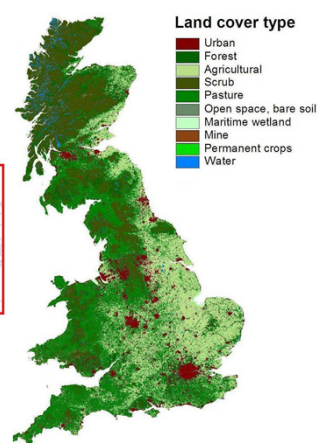 Land cover type
Urban
Forest
Agricultural
Scrub
Pasture
Open space, bare soil
Maritime wetland
Mine
Permanent crops
Water